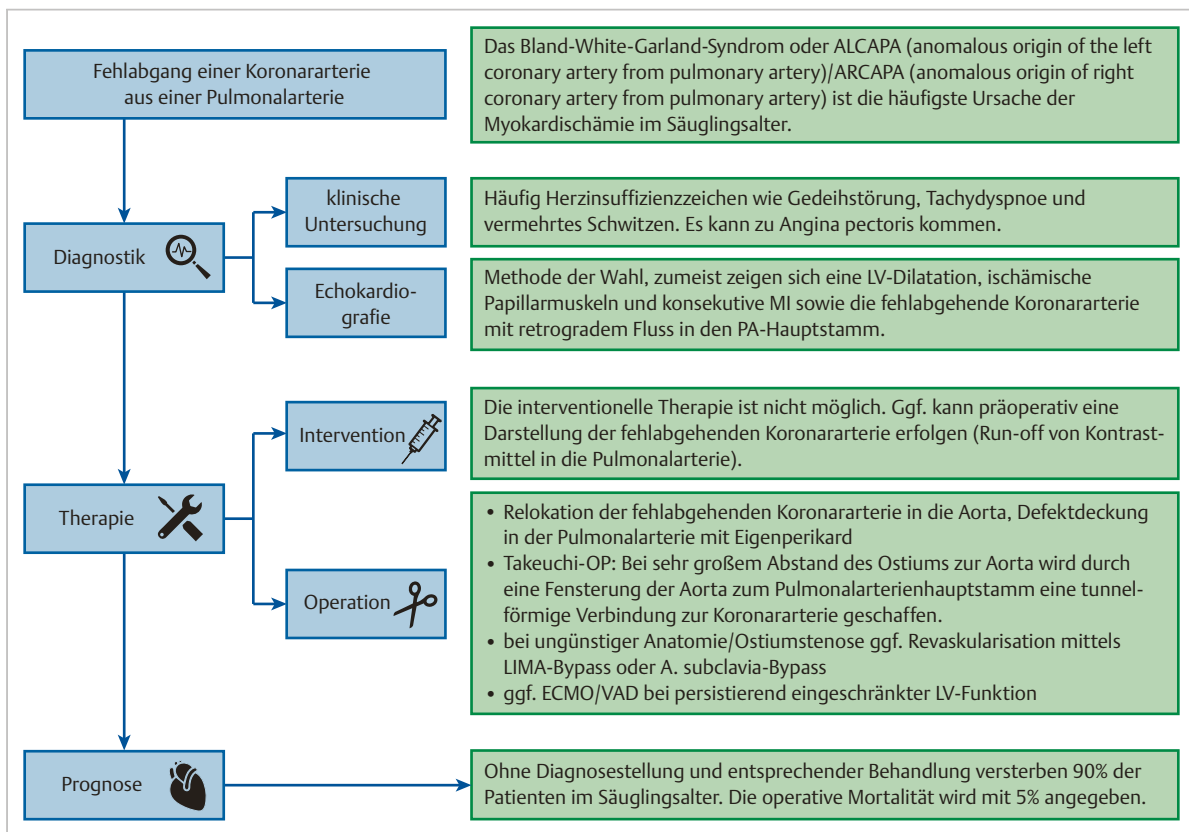 Fehlabgang einer Koronararterie
aus einer Pulmonalarterie
Das Bland-White-Garland-Syndrom oder ALCAPA (anomalous origin of the left
coronary artery from pulmonary artery)/ARCAPA (anomalous origin of right
coronary artery from pulmonary artery) ist die häufigste Ursache der
Myokardischämie im Säuglingsalter.
Diagnostik
klinische
Untersuchung
Häufig Herzinsuffizienzzeichen wie Gedeihstörung, Tachydyspnoe und
vermehrtes Schwitzen. Es kann zu Angina pectoris kommen.
Echokardio-
grafie
Methode der Wahl, zumeist zeigen sich eine LV-Dilatation, ischämische
Papillarmuskeln und konsekutive MI sowie die fehlabgehende Koronararterie
mit retrogradem Fluss in den PA-Hauptstamm.
Therapie
Intervention
Die interventionelle Therapie ist nicht möglich. Ggf. kann präoperativ eine
Darstellung der fehlabgehenden Koronararterie erfolgen (Run-off von Kontrast-
mittel in die Pulmonalarterie).
Operation
• Relokation der fehlabgehenden Koronararterie in die Aorta, Defektdeckung
in der Pulmonalarterie mit Eigenperikard
• Takeuchi-OP: Bei sehr großem Abstand des Ostiums zur Aorta wird durch
eine Fensterung der Aorta zum Pulmonalarterienhauptstamm eine tunnel-
förmige Verbindung zur Koronararterie geschaffen.
• bei ungünstiger Anatomie/Ostiumstenose ggf. Revaskularisation mittels
LIMA-Bypass oder A. subclavia-Bypass
• ggf. ECMO/VAD bei persistierend eingeschränkter LV-Funktion
Prognose
Ohne Diagnosestellung und entsprechender Behandlung versterben 90% der
Patienten im Säuglingsalter. Die operative Mortalität wird mit 5% angegeben.